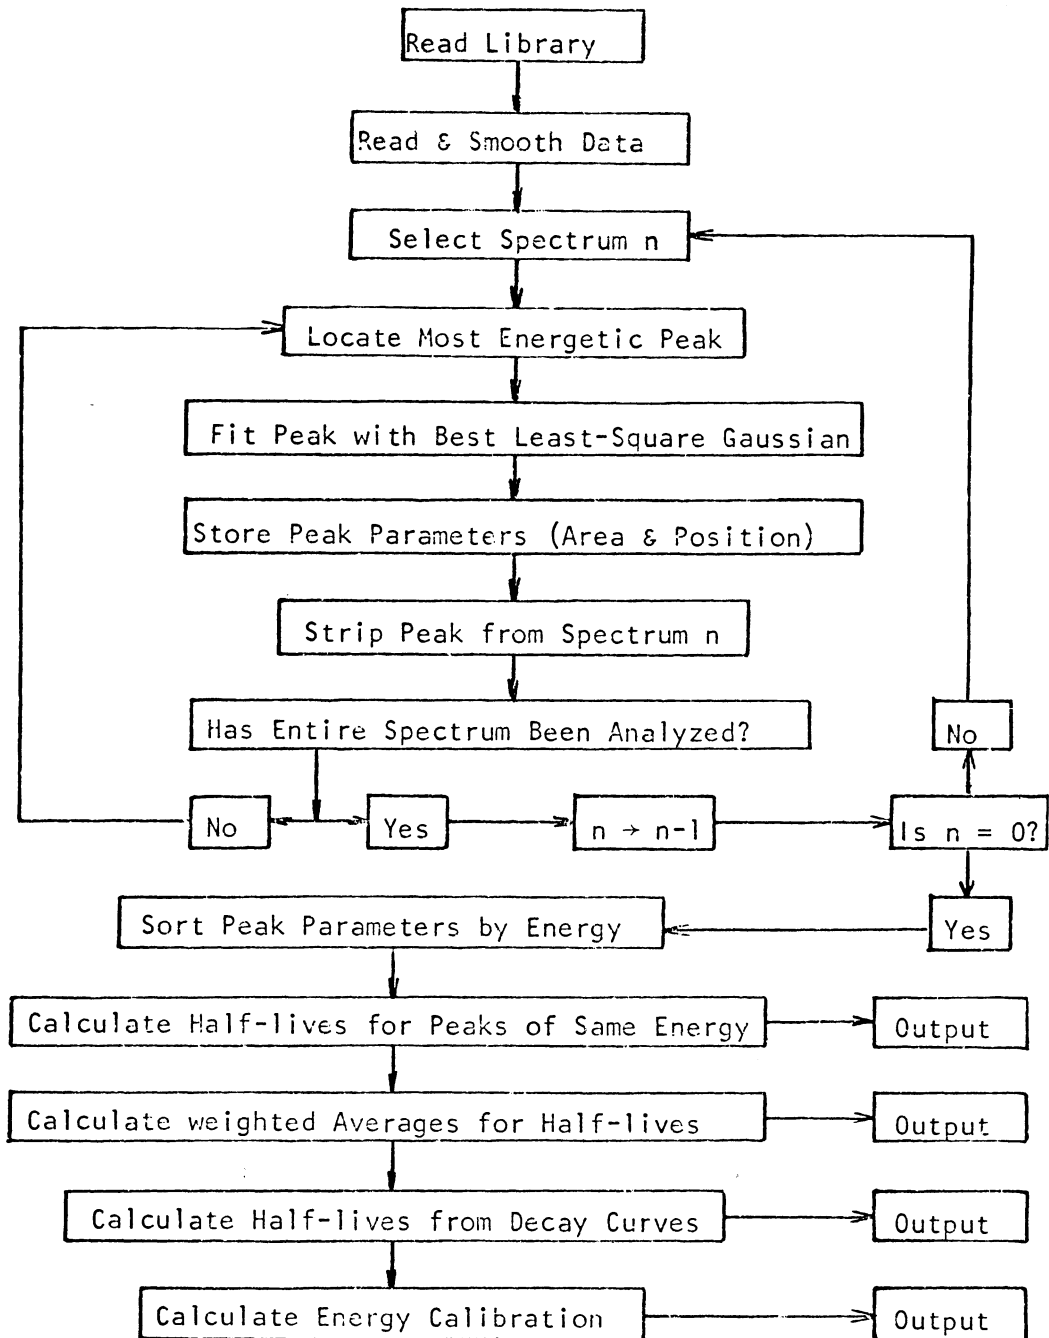 Read Library
Read & Smooth Data
Select Spectrum n
Locate Most Energetic Peak
Fit Peak with Best Least-Square Gaussian
Store Peak Parameters (Area & Position)
Strip Peak from Spectrum n
Has Entire Spectrum Been Analyzed?
No
No
Yes
n → n-1
Is n = 0?
Yes
Sort Peak Parameters by Energy
Calculate Half-lives for Peaks of Same Energy
Output
Calculate weighted Averages for Half-lives
Output
Calculate Half-lives from Decay Curves
Output
Calculate Energy Calibration
Output